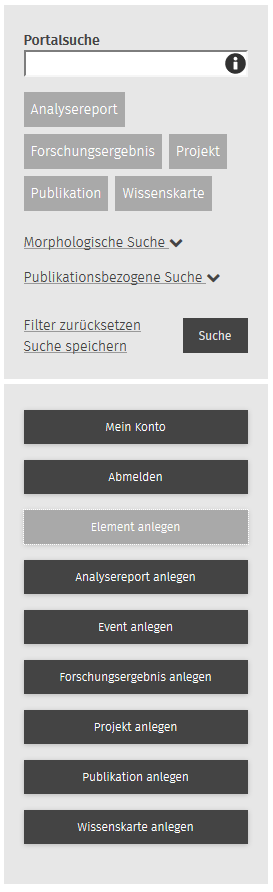 Portalsuche
Analysereport
Forschungsergebnis Projekt
Publikation Wissenskarte
Morphologische Suche
Publikationsbezogene Suche
Filter zurücksetzen
Suche speichern
Suche
Mein Konto
Abmelden
Element anlegen
Analysereport anlegen
Event anlegen
Forschungsergebnis anlegen
Projekt anlegen
Publikation anlegen
Wissenskarte anlegen